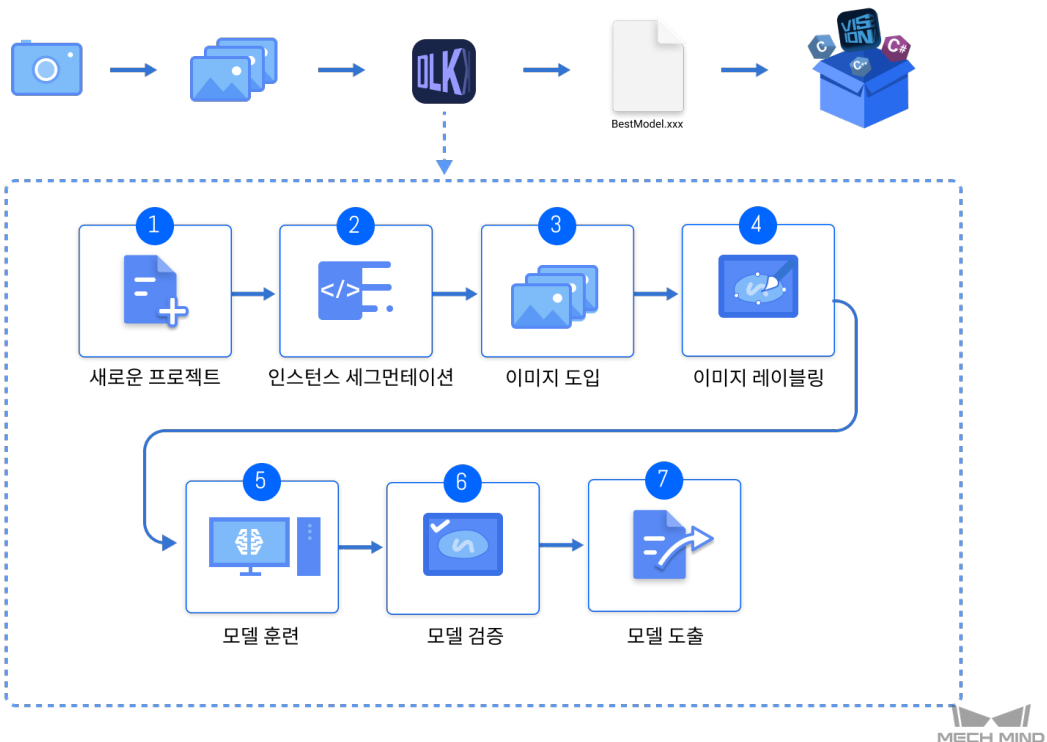 DLK
VISION
C
C#
C++
BestModel.xxx
1
2
3
4
</>
새로운 프로젝트
인스턴스 세그먼테이션
이미지 도입
이미지 레이블링
5
6
7
모델 훈련
모델 검증
모델 도출
MECH MIND